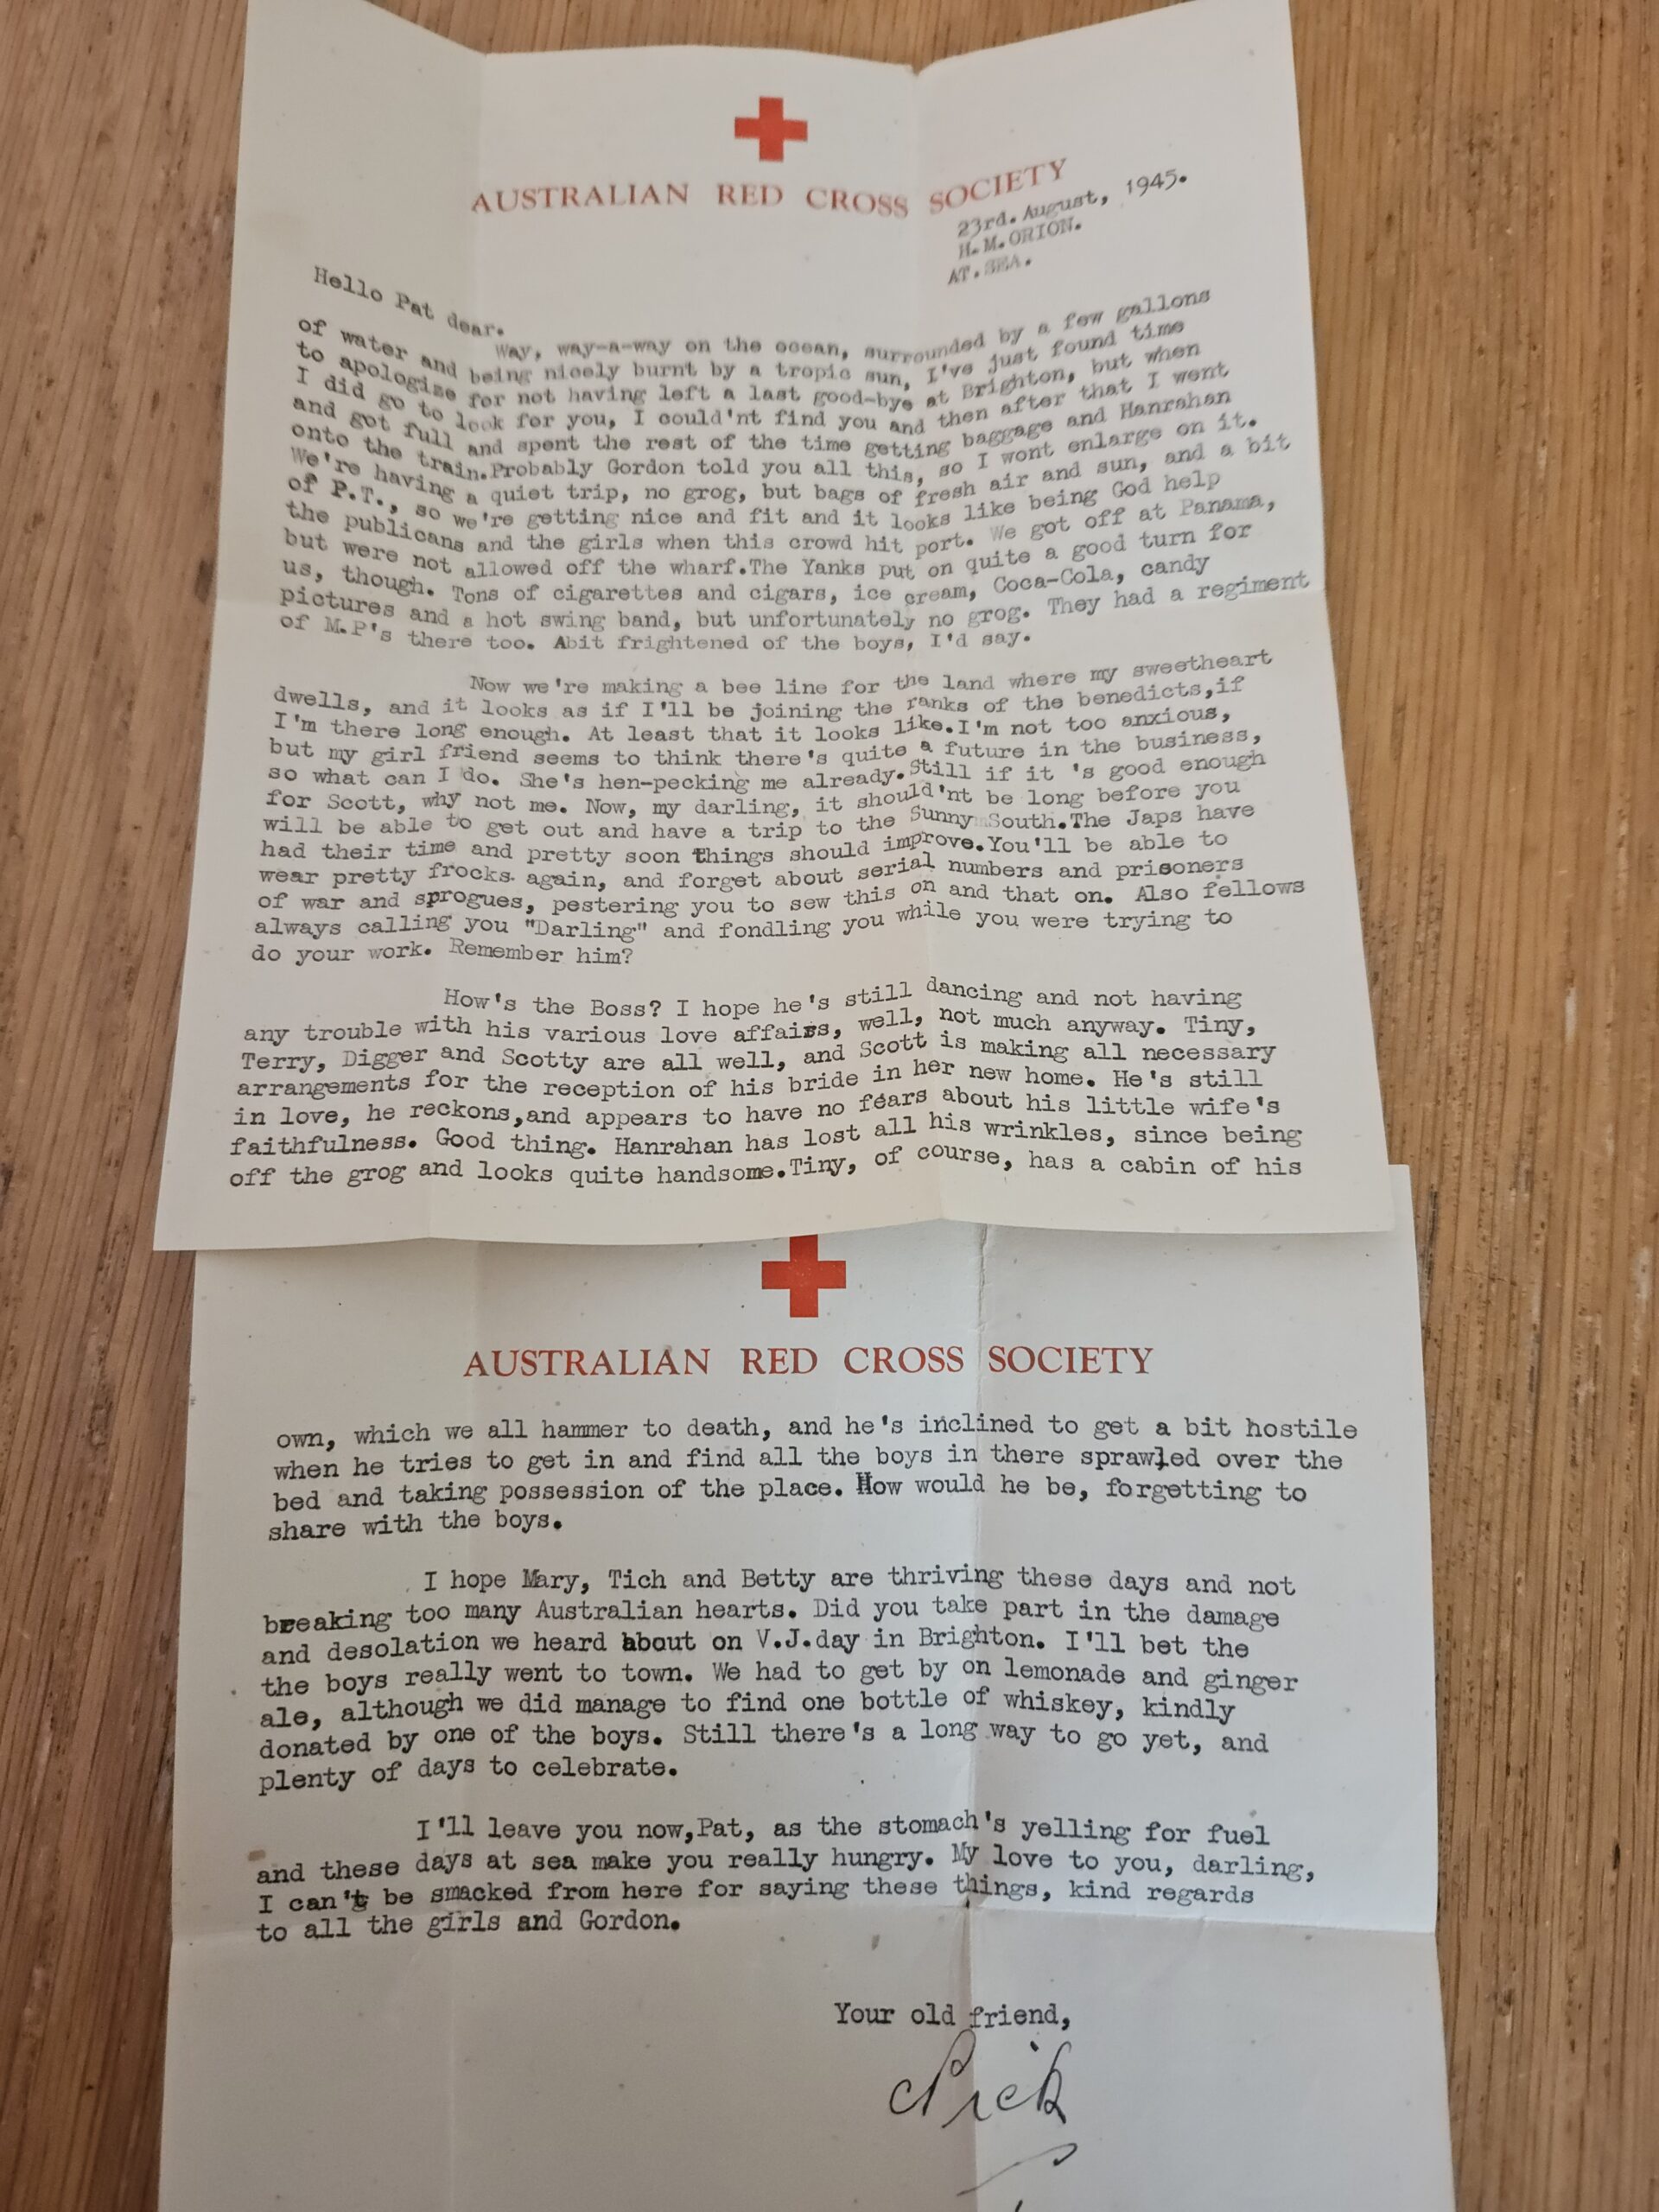 AUSTRALIAN RED CROSS SOCIETY
23rd. August, 1945.
H.M.ORION.
AT.SEA.
Hello Pat dear.
Way, way-a-way on the ocean, surrounded by a few gallons
of water and being nicely burnt by a tropic sun, I've just found time
to apologize for not having left a last good-bye at Brighton, but when
I did go to look for you, I could'nt find you and then after that I went
and got full and spent the rest of the time getting baggage and Hanrahan
onto the train.Probably Gordon told you all this, so I wont enlarge on it.
We're having a quiet trip, no grog, but bags of fresh air and sun, and a bit
of P.T., so we're getting nice and fit and it looks like being God help
the publicans and the girls when this crowd hit port. We got off at Panama,
but were not allowed off the wharf.The Yanks put on quite a good turn for
us, though. Tons of cigarettes and cigars, ice cream, Coca-Cola, candy
pictures and a hot swing band, but unfortunately no grog. They had a regiment
of M.P's there too. Abit frightened of the boys, I'd say.
Now we're making a bee line for the land where my sweetheart
dwells, and it looks as if I'll be joining the ranks of the benedicts,if
I'm there long enough. At least that it looks like.I'm not too anxious,
but my girl friend seems to think there's quite a future in the business,
so what can I do. She's hen-pecking me already.Still if it 's good enough
for Scott, why not me. Now, my darling, it should'nt be long before you
will be able to get out and have a trip to the Sunny South.The Japs have
had their time and pretty soon things should improve.You'll be able to
wear pretty frocks again, and forget about serial numbers and prisoners
of war and sprogues, pestering you to sew this on and that on. Also fellows
always calling you "Darling" and fondling you while you were trying to
do your work. Remember him?
How's the Boss? I hope he's still dancing and not having
any trouble with his various love affairs, well, not much anyway. Tiny,
Terry, Digger and Scotty are all well, and Scott is making all necessary
arrangements for the reception of his bride in her new home. He's still
in love, he reckons,and appears to have no fears about his little wife's
faithfulness. Good thing. Hanrahan has lost all his wrinkles, since being
off the grog and looks quite handsome.Tiny, of course, has a cabin of his
AUSTRALIAN RED CROSS SOCIETY
own, which we all hammer to death, and he's inclined to get a bit hostile
when he tries to get in and find all the boys in there sprawled over the
bed and taking possession of the place. How would he be, forgetting to
share with the boys.
I hope Mary, Tich and Betty are thriving these days and not
breaking too many Australian hearts. Did you take part in the damage
and desolation we heard about on V.J.day in Brighton. I'll bet the
the boys really went to town. We had to get by on lemonade and ginger
ale, although we did manage to find one bottle of whiskey, kindly
donated by one of the boys. Still there's a long way to go yet, and
plenty of days to celebrate.
I'll leave you now,Pat, as the stomach's yelling for fuel
and these days at sea make you really hungry. My love to you, darling,
I can't be smacked from here for saying these things, kind regards
to all the girls and Gordon.
Your old friend,